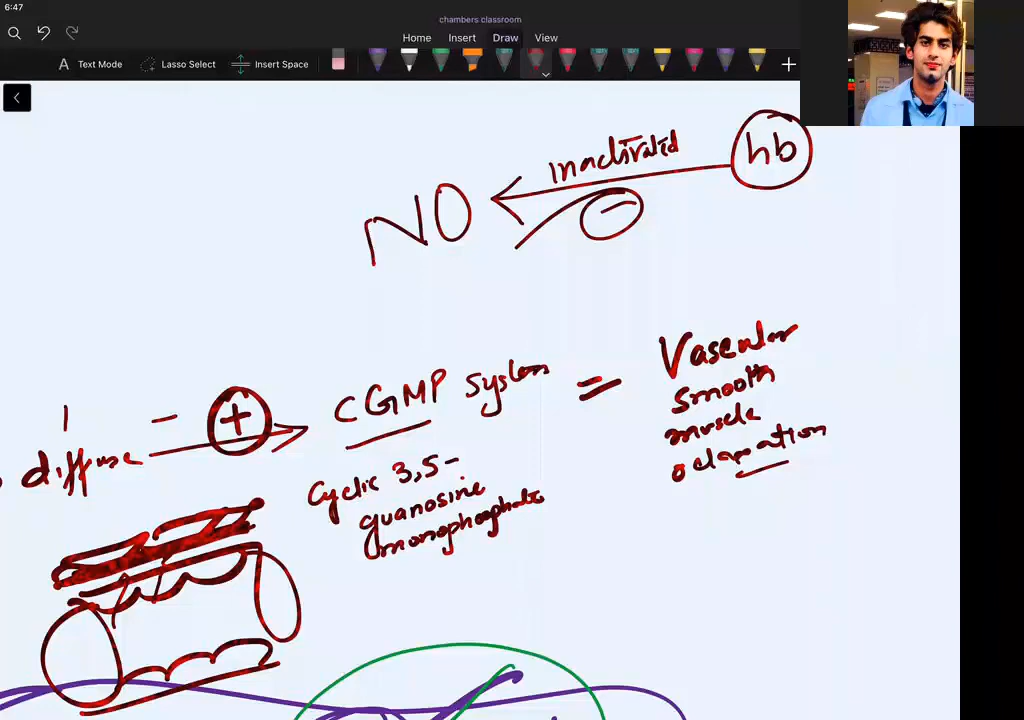 6:47
chambers classroom
Home Insert Draw View
Text Mode Lasso Select Insert Space
inactivated
hb
NO
Vascular
smooth
muscle
CGMP System =
+
diffuse
Cyclic 3,5-
guanosine
monophosphate